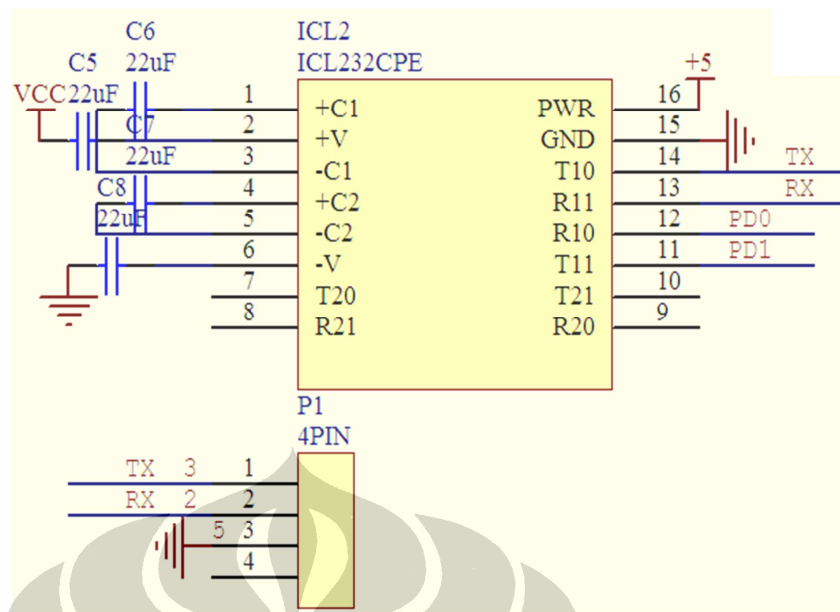 C6
ICL2
C5 22uF
ICL232CPE
+5
VCC 22uF
1 +C1 PWR 16
C7
2 +V GND 15
22uF
3 -C1 T10 14 TX
C8
4 +C2 R11 13 RX
22uF
5 -C2 R10 12 PD0
6 -V T11 11 PD1
7 T20 T21 10
8 R21 R20 9
P1
4PIN
TX 3 1
RX 2 2
5 3
4